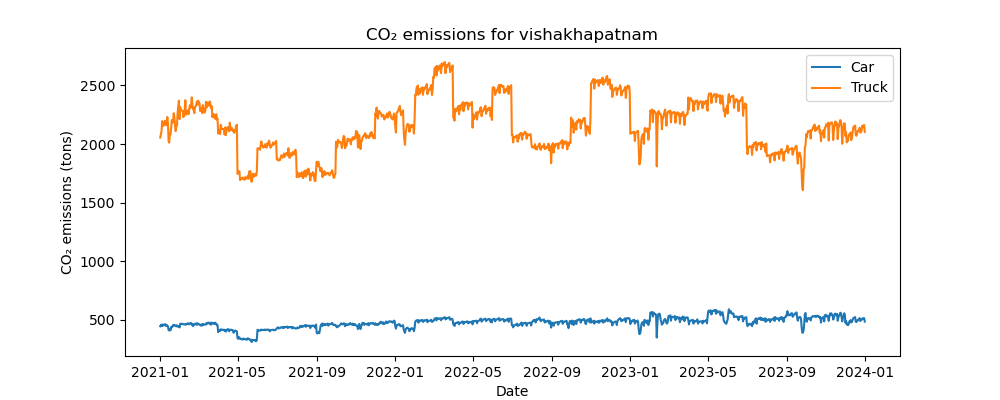 CO₂ emissions for vishakhapatnam
Car
Truck
CO₂ emissions (tons)
2500
2000
1500
1000
500
2021-01 2021-05 2021-09 2022-01 2022-05 2022-09 2023-01 2023-05 2023-09 2024-01
Date